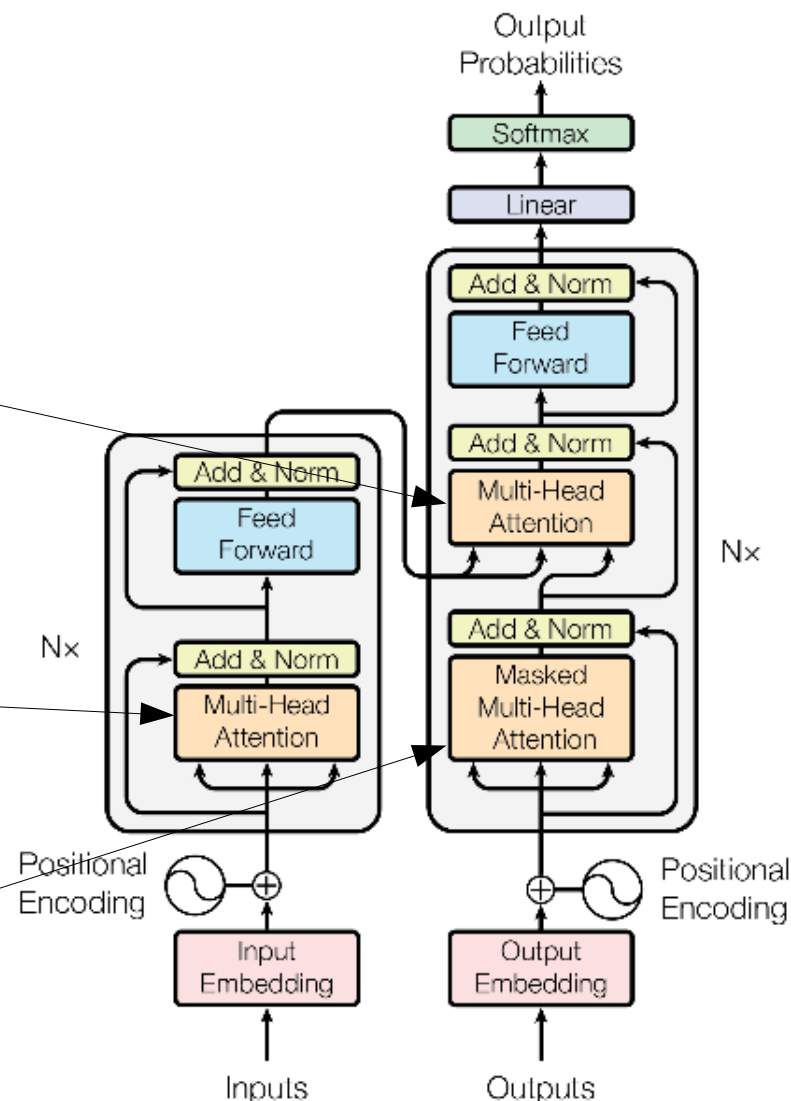 Output
Probabilities
Softmax
Linear
Add & Norm
Feed
Forward
Add & Norm
Multi-Head
Attention
Nx
Add & Norm
Masked
Multi-Head
Attention
Add & Norm
Feed
Forward
Nx
Add & Norm
Multi-Head
Attention
Positional
Encoding
Positional
Encoding
Input
Embedding
Output
Embedding
Inputs
Outputs